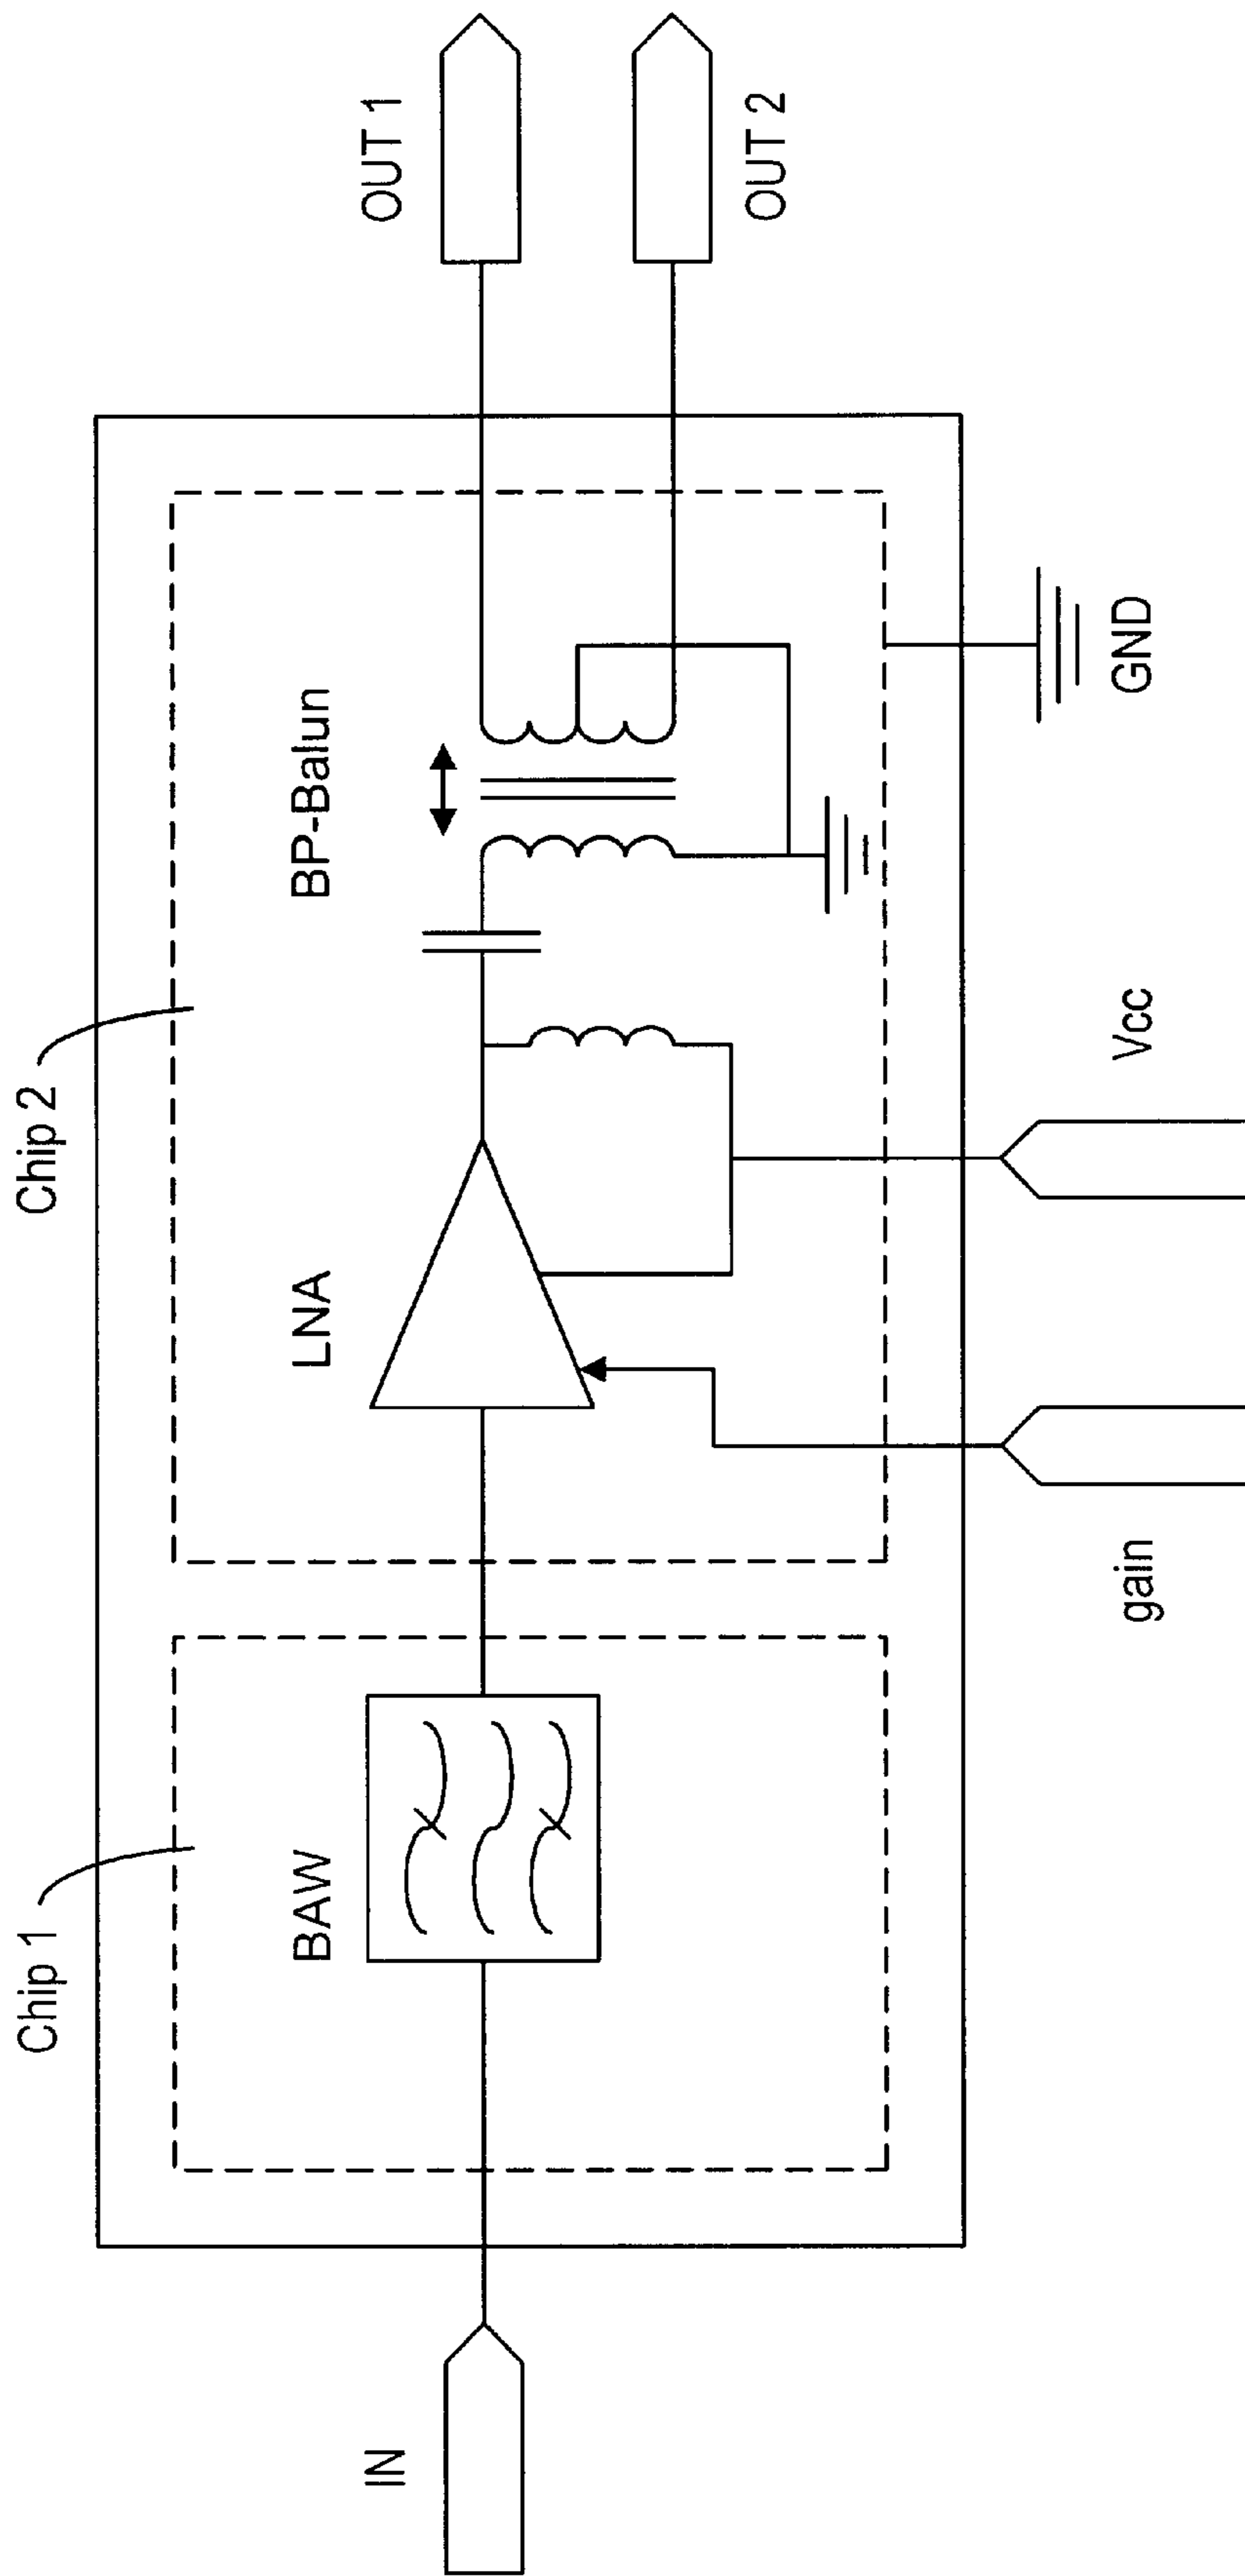 Chip 1
Chip 2
IN
BAW
LNA
BP-Balun
OUT 1
OUT 2
gain
Vcc
GND